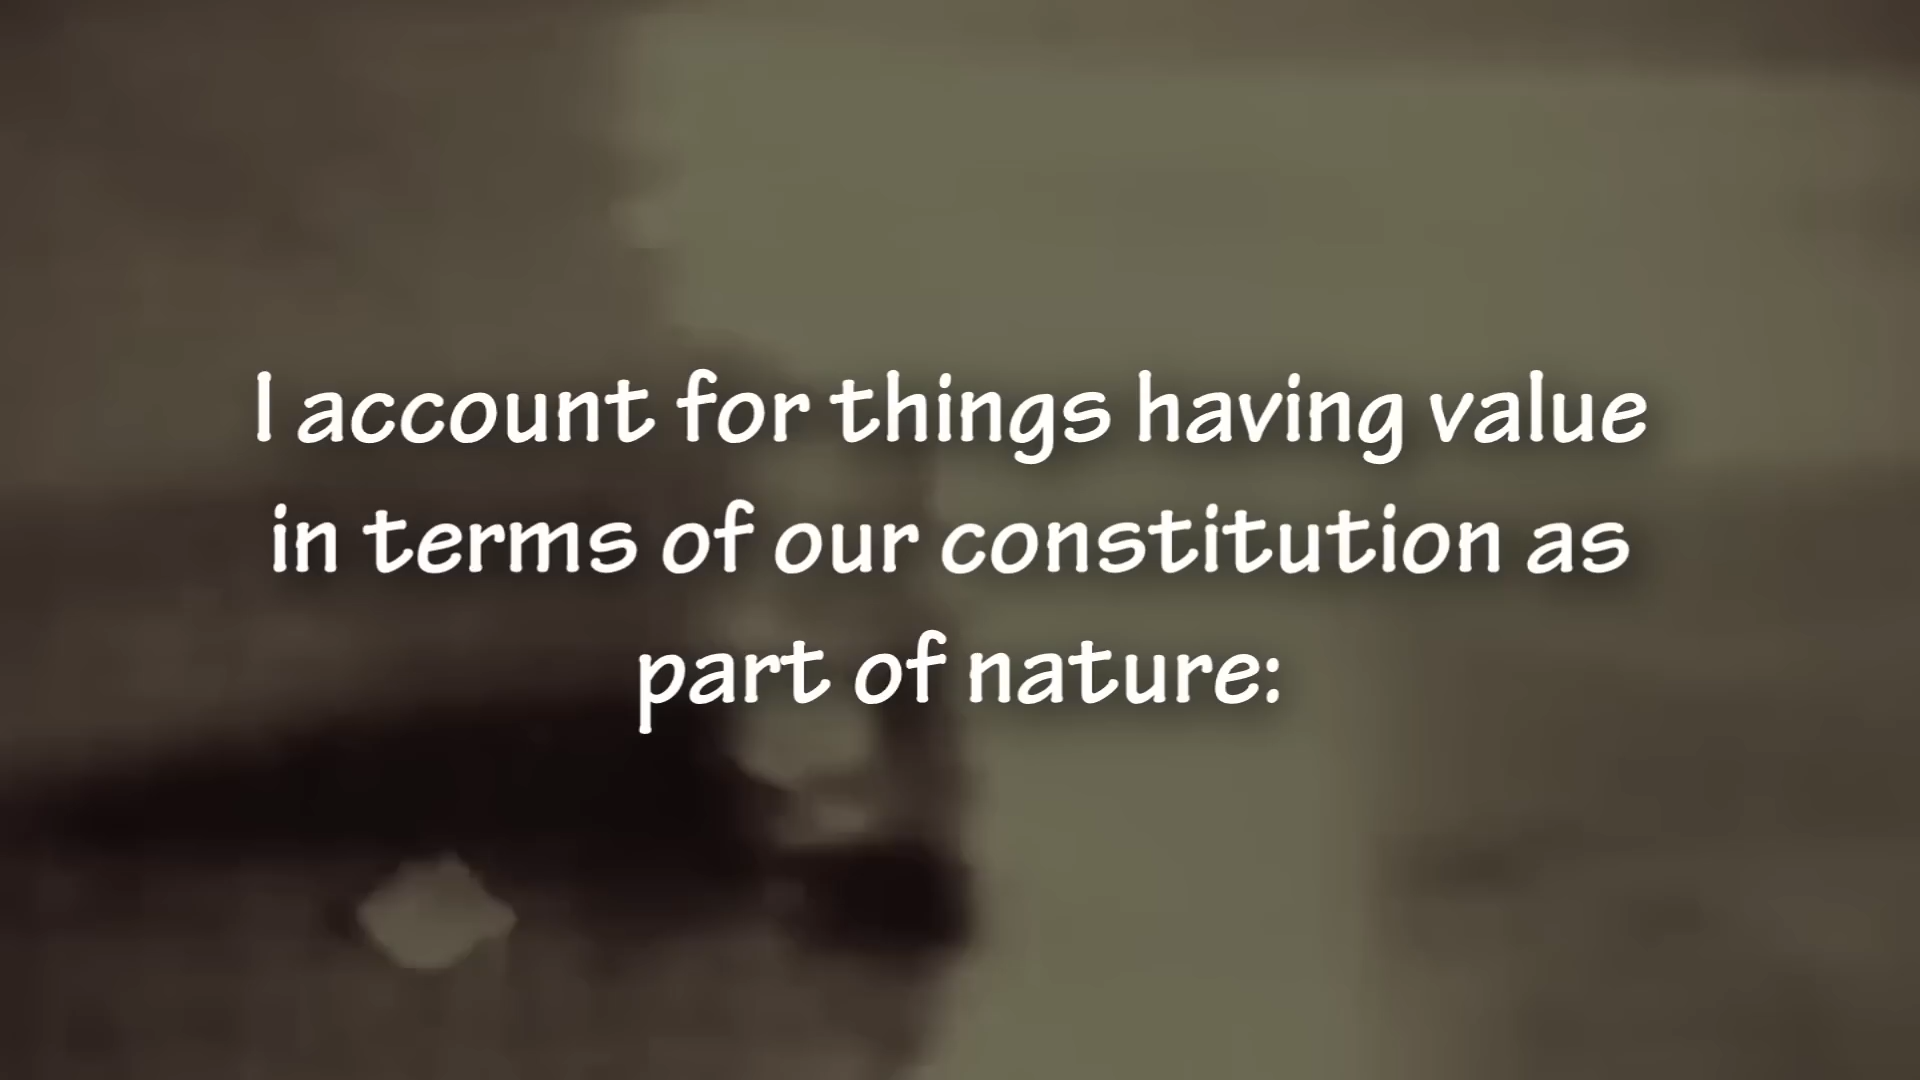 I account for things having value
in terms of our constitution as
part of nature: